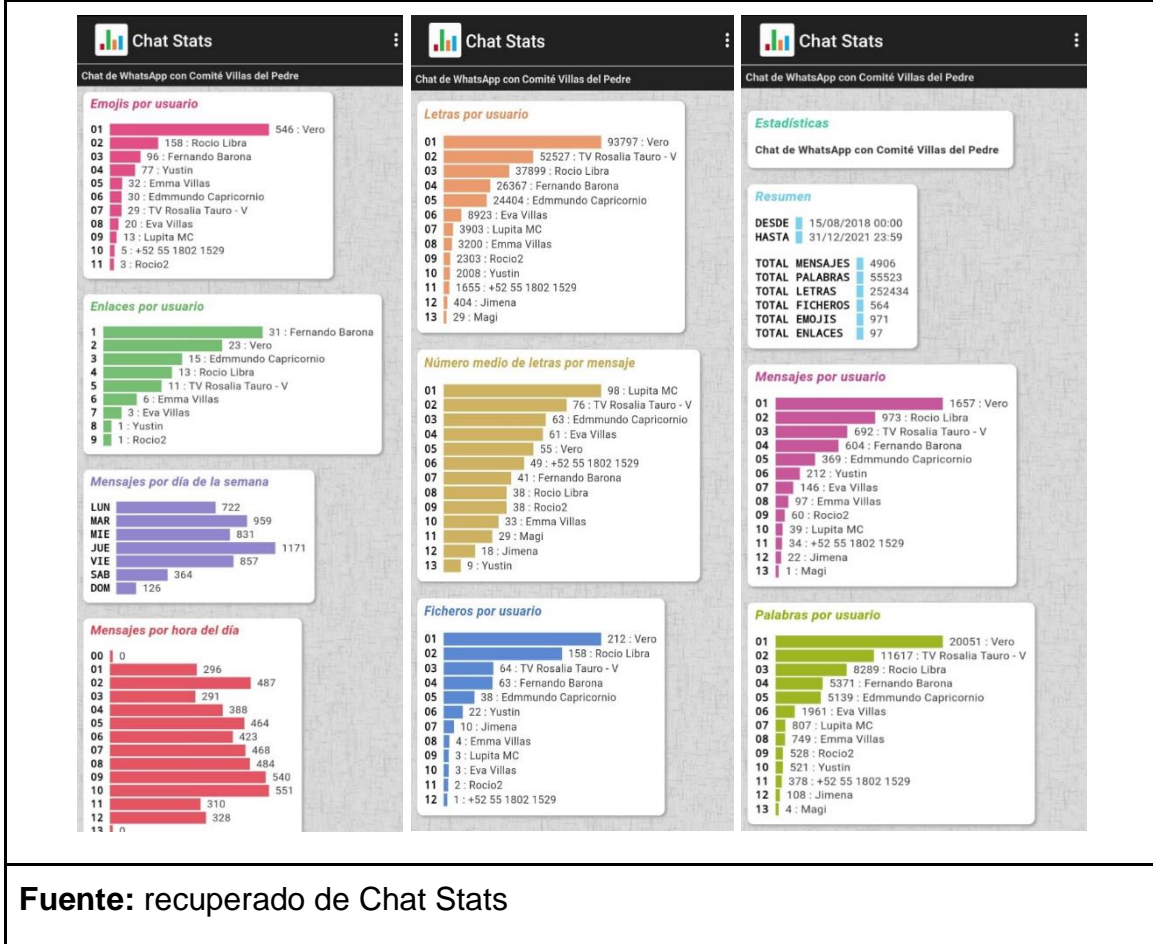 Chat Stats
Chat de WhatsApp con Comité Villas del Pedre
Emojis por usuario
01 546 : Vero
02 158 : Rocio Libra
03 96 : Fernando Barona
04 77 : Yustin
05 32 : Emma Villas
06 30 : Edmmundo Capricornio
07 29 : TV Rosalia Tauro - V
08 20 : Eva Villas
09 13 : Lupita MC
10 5 : +52 55 1802 1529
11 3 : Rocio2
Enlaces por usuario
1 31 : Fernando Barona
2 23 : Vero
3 15 : Edmmundo Capricornio
4 13 : Rocio Libra
5 11 : TV Rosalia Tauro - V
6 6 : Emma Villas
7 3 : Eva Villas
8 1 : Yustin
9 1 : Rocio2
Mensajes por día de la semana
LUN 722
MAR 959
MIE 831
JUE 1171
VIE 857
SAB 364
DOM 126
Mensajes por hora del día
00 0
01 296
02 487
03 291
04 388
05 464
06 423
07 468
08 484
09 540
10 551
11 310
12 328
13 0
Chat Stats
Chat de WhatsApp con Comité Villas del Pedre
Letras por usuario
01 93797 : Vero
02 52527 : TV Rosalia Tauro - V
03 37899 : Rocio Libra
04 26367 : Fernando Barona
05 24404 : Edmmundo Capricornio
06 8923 : Eva Villas
07 3903 : Lupita MC
08 3200 : Emma Villas
09 2303 : Rocio2
10 2008 : Yustin
11 1655 : +52 55 1802 1529
12 404 : Jimena
13 29 : Magi
Número medio de letras por mensaje
01 98 : Lupita MC
02 76 : TV Rosalia Tauro - V
03 63 : Edmmundo Capricornio
04 61 : Eva Villas
05 55 : Vero
06 49 : +52 55 1802 1529
07 41 : Fernando Barona
08 38 : Rocio Libra
09 38 : Rocio2
10 33 : Emma Villas
11 29 : Magi
12 18 : Jimena
13 9 : Yustin
Ficheros por usuario
01 212 : Vero
02 158 : Rocio Libra
03 64 : TV Rosalia Tauro - V
04 63 : Fernando Barona
05 38 : Edmmundo Capricornio
06 22 : Yustin
07 10 : Jimena
08 4 : Emma Villas
09 3 : Lupita MC
10 3 : Eva Villas
11 2 : Rocio2
12 1 : +52 55 1802 1529
Chat Stats
Chat de WhatsApp con Comité Villas del Pedre
Estadísticas
Chat de WhatsApp con Comité Villas del Pedre
Resumen
DESDE 15/08/2018 00:00
HASTA 31/12/2021 23:59
TOTAL MENSAJES 4906
TOTAL PALABRAS 55523
TOTAL LETRAS 252434
TOTAL FICHEROS 564
TOTAL EMOJIS 971
TOTAL ENLACES 97
Mensajes por usuario
01 1657 : Vero
02 973 : Rocio Libra
03 692 : TV Rosalia Tauro - V
04 604 : Fernando Barona
05 369 : Edmmundo Capricornio
06 212 : Yustin
07 146 : Eva Villas
08 97 : Emma Villas
09 60 : Rocio2
10 39 : Lupita MC
11 34 : +52 55 1802 1529
12 22 : Jimena
13 1 : Magi
Palabras por usuario
01 20051 : Vero
02 11617 : TV Rosalia Tauro - V
03 8289 : Rocio Libra
04 5371 : Fernando Barona
05 5139 : Edmmundo Capricornio
06 1961 : Eva Villas
07 807 : Lupita MC
08 749 : Emma Villas
09 528 : Rocio2
10 521 : Yustin
11 378 : +52 55 1802 1529
12 108 : Jimena
13 4 : Magi
Fuente: recuperado de Chat Stats